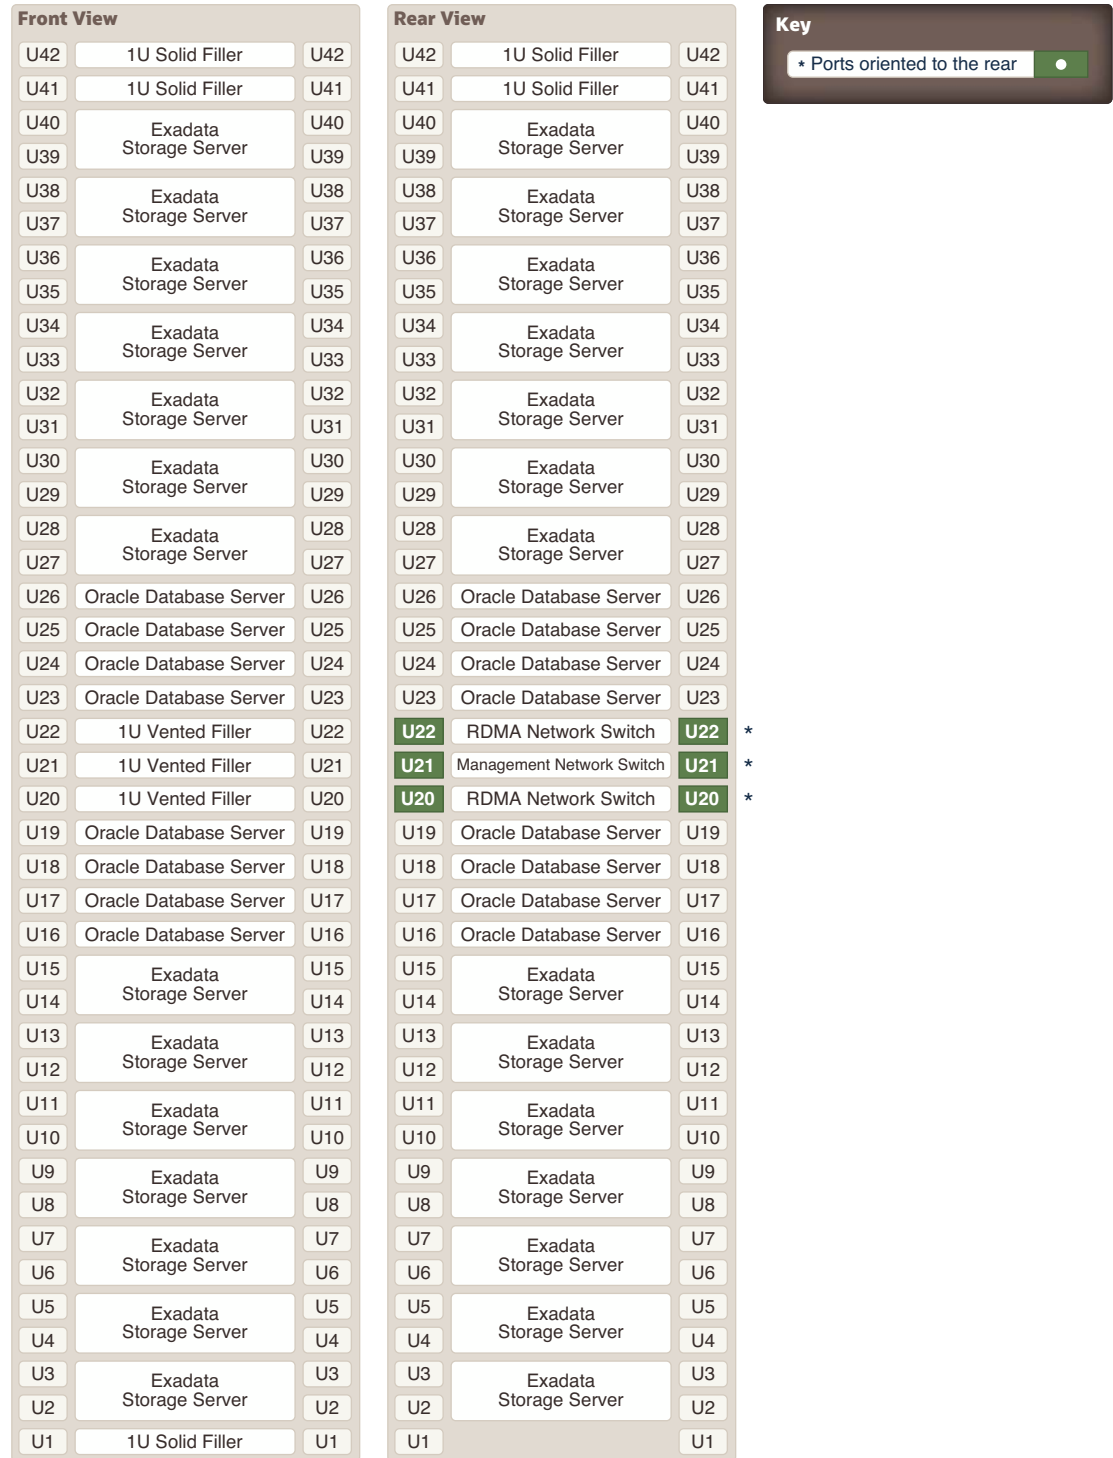 Front View
U42 1U Solid Filler U42
U41 1U Solid Filler U41
U40 Exadata U40
U39 Storage Server U39
U38 Exadata U38
U37 Storage Server U37
U36 Exadata U36
U35 Storage Server U35
U34 Exadata U34
U33 Storage Server U33
U32 Exadata U32
U31 Storage Server U31
U30 Exadata U30
U29 Storage Server U29
U28 Exadata U28
U27 Storage Server U27
U26 Oracle Database Server U26
U25 Oracle Database Server U25
U24 Oracle Database Server U24
U23 Oracle Database Server U23
U22 1U Vented Filler U22
U21 1U Vented Filler U21
U20 1U Vented Filler U20
U19 Oracle Database Server U19
U18 Oracle Database Server U18
U17 Oracle Database Server U17
U16 Oracle Database Server U16
U15 Exadata U15
U14 Storage Server U14
U13 Exadata U13
U12 Storage Server U12
U11 Exadata U11
U10 Storage Server U10
U9 Exadata U9
U8 Storage Server U8
U7 Exadata U7
U6 Storage Server U6
U5 Exadata U5
U4 Storage Server U4
U3 Exadata U3
U2 Storage Server U2
U1 1U Solid Filler U1
Rear View
U42 1U Solid Filler U42
U41 1U Solid Filler U41
U40 Exadata U40
U39 Storage Server U39
U38 Exadata U38
U37 Storage Server U37
U36 Exadata U36
U35 Storage Server U35
U34 Exadata U34
U33 Storage Server U33
U32 Exadata U32
U31 Storage Server U31
U30 Exadata U30
U29 Storage Server U29
U28 Exadata U28
U27 Storage Server U27
U26 Oracle Database Server U26
U25 Oracle Database Server U25
U24 Oracle Database Server U24
U23 Oracle Database Server U23
U22 RDMA Network Switch U22 *
U21 Management Network Switch U21 *
U20 RDMA Network Switch U20 *
U19 Oracle Database Server U19
U18 Oracle Database Server U18
U17 Oracle Database Server U17
U16 Oracle Database Server U16
U15 Exadata U15
U14 Storage Server U14
U13 Exadata U13
U12 Storage Server U12
U11 Exadata U11
U10 Storage Server U10
U9 Exadata U9
U8 Storage Server U8
U7 Exadata U7
U6 Storage Server U6
U5 Exadata U5
U4 Storage Server U4
U3 Exadata U3
U2 Storage Server U2
U1 U1
Key
* Ports oriented to the rear